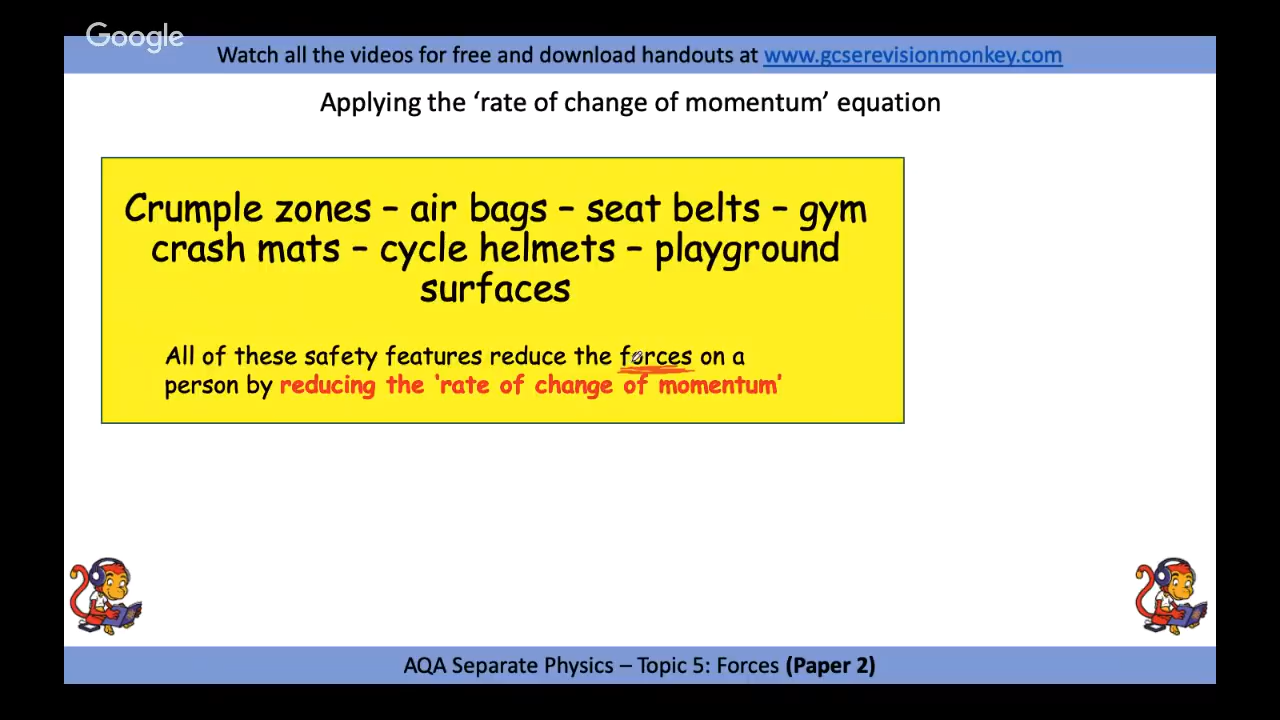 Google
Watch all the videos for free and download handouts at www.gcserevisionmonkey.com
Applying the ‘rate of change of momentum’ equation
Crumple zones – air bags – seat belts – gym
crash mats – cycle helmets – playground
surfaces
All of these safety features reduce the forces on a
person by reducing the ‘rate of change of momentum’
AQA Separate Physics – Topic 5: Forces (Paper 2)